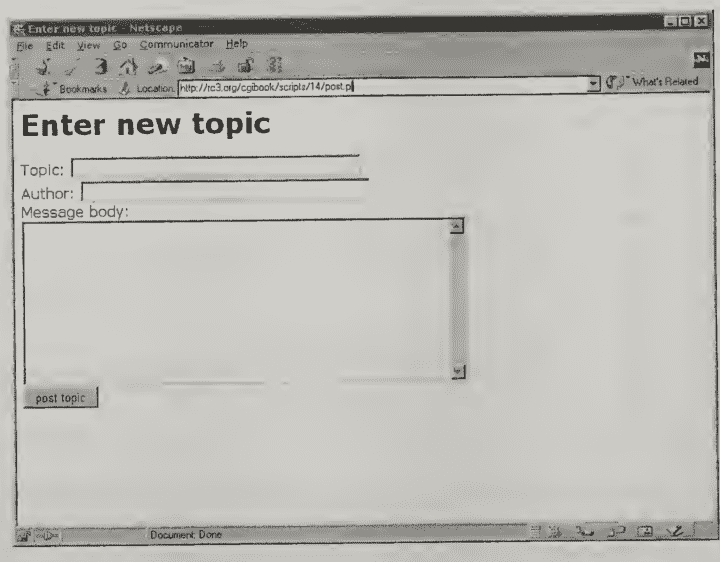 Enter new topic - Netscape
File Edit View Go Communicator Help
Bookmarks Location: http://rc3.org/cgibook/scripts/14/post.pl What's Related
Enter new topic
Topic:
Author:
Message body:
post topic
Document: Done